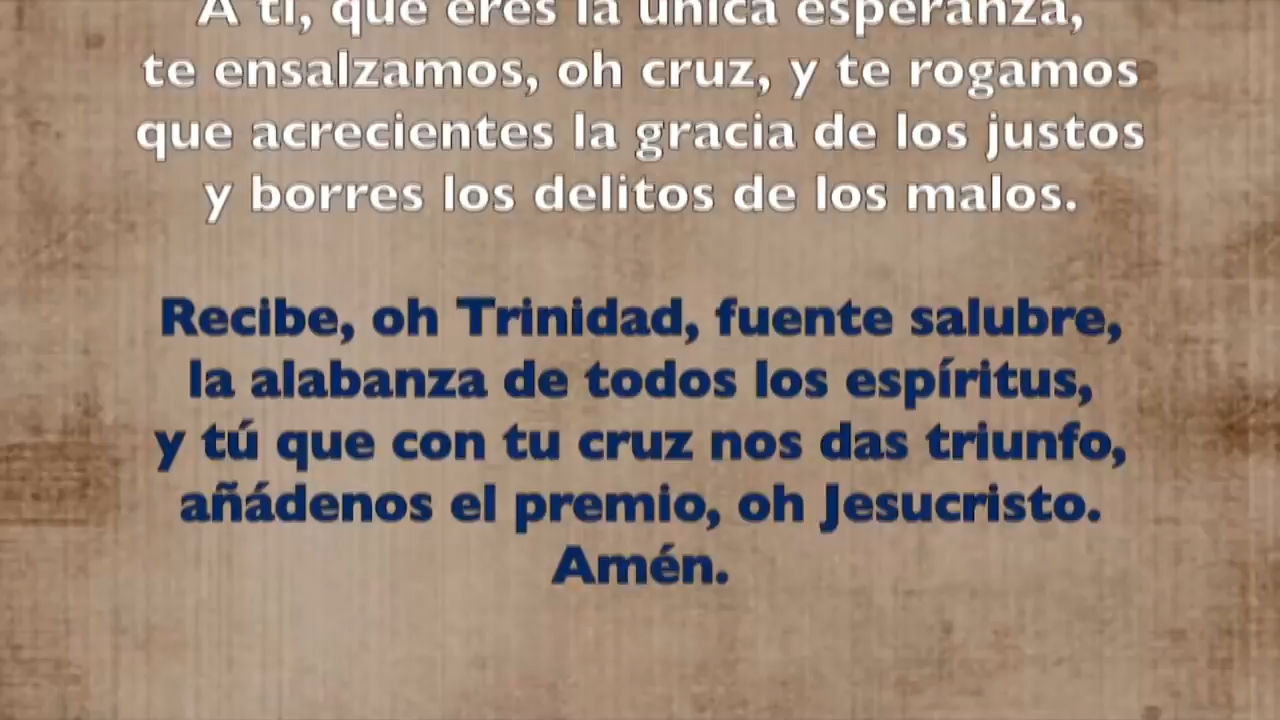 A ti, que eres la única esperanza,
te ensalzamos, oh cruz, y te rogamos
que acrecientes la gracia de los justos
y borres los delitos de los malos.
Recibe, oh Trinidad, fuente salubre,
la alabanza de todos los espíritus,
y tú que con tu cruz nos das triunfo,
añádenos el premio, oh Jesucristo.
Amén.